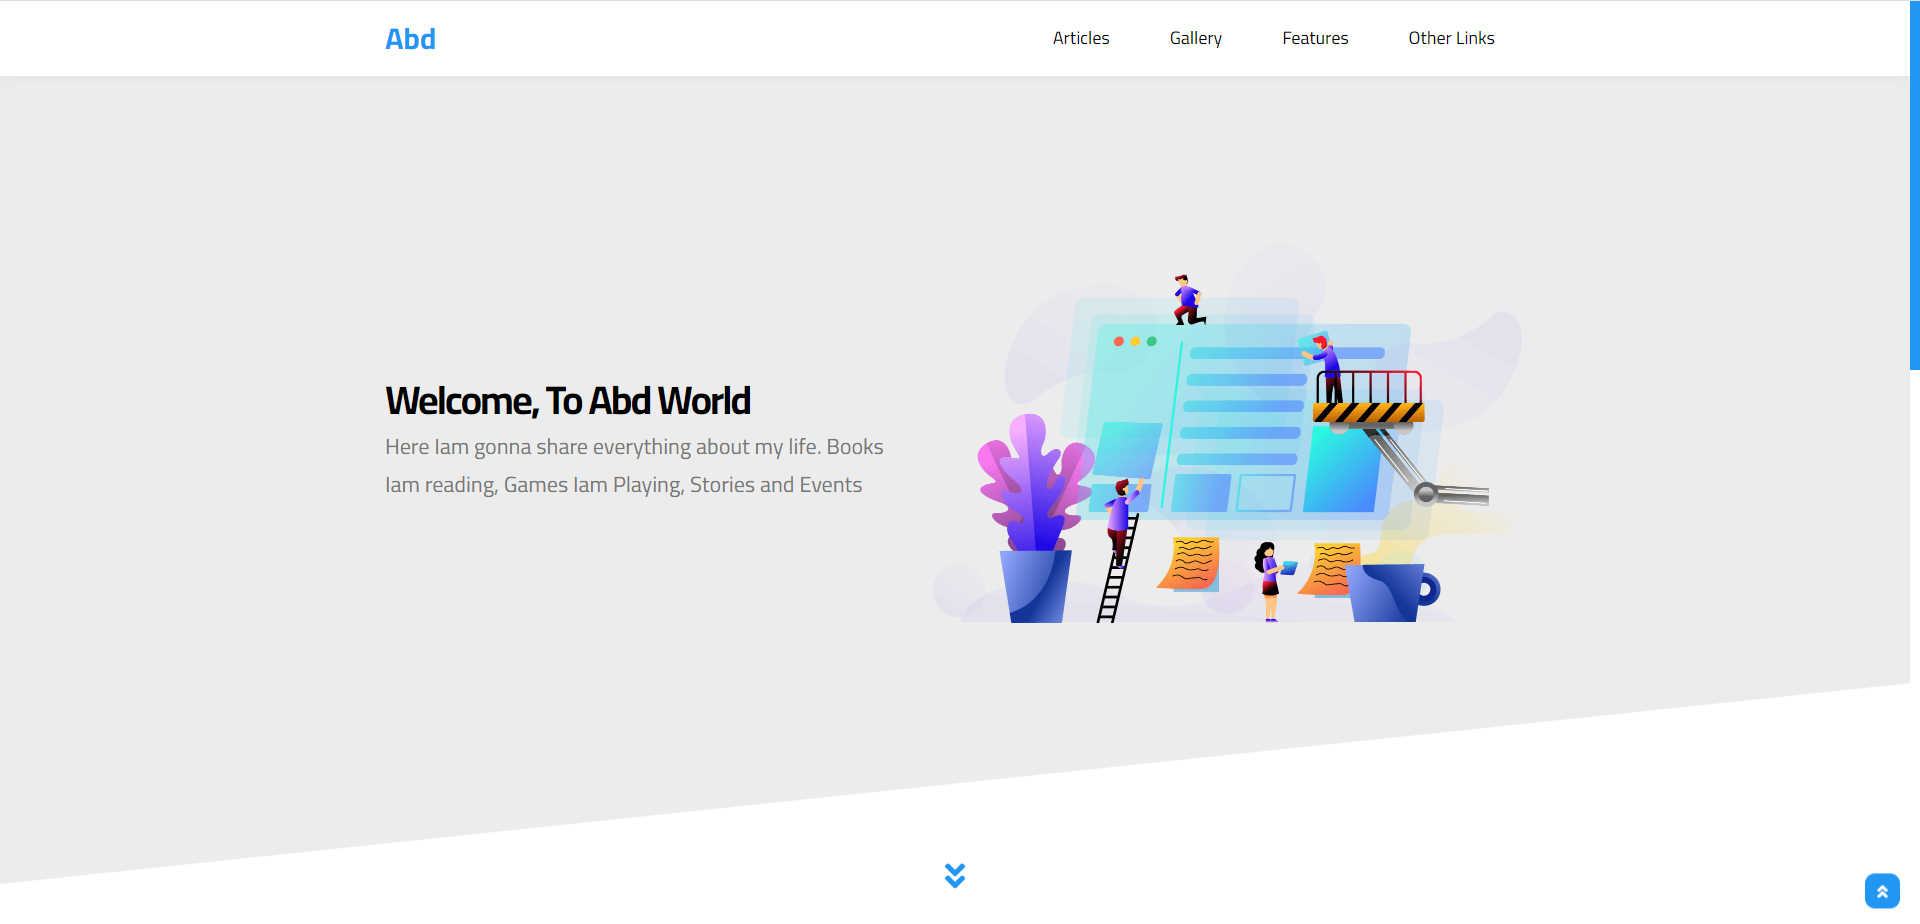 Abd
Articles Gallery Features Other Links
Welcome, To Abd World
Here Iam gonna share everything about my life. Books
Iam reading, Games Iam Playing, Stories and Events